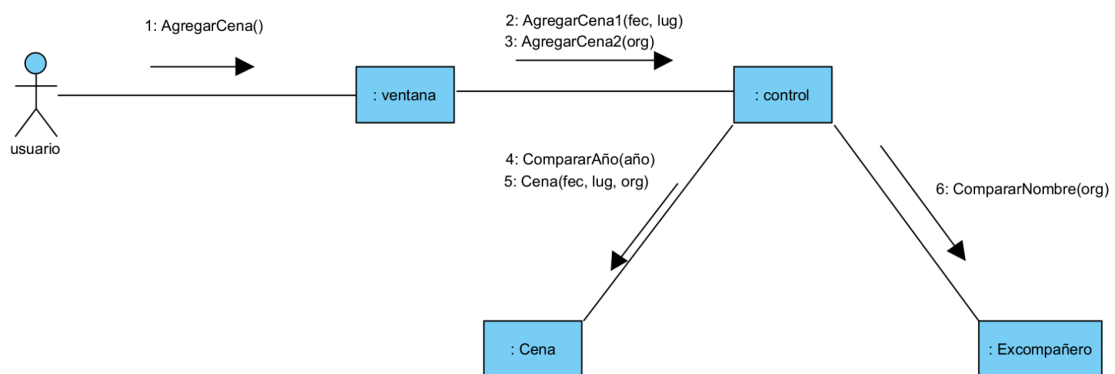 1: AgregarCena()
2: AgregarCena1(fec, lug)
3: AgregarCena2(org)
: ventana
: control
usuario
4: CompararAño(año)
5: Cena(fec, lug, org)
6: CompararNombre(org)
: Cena
: Excompañero